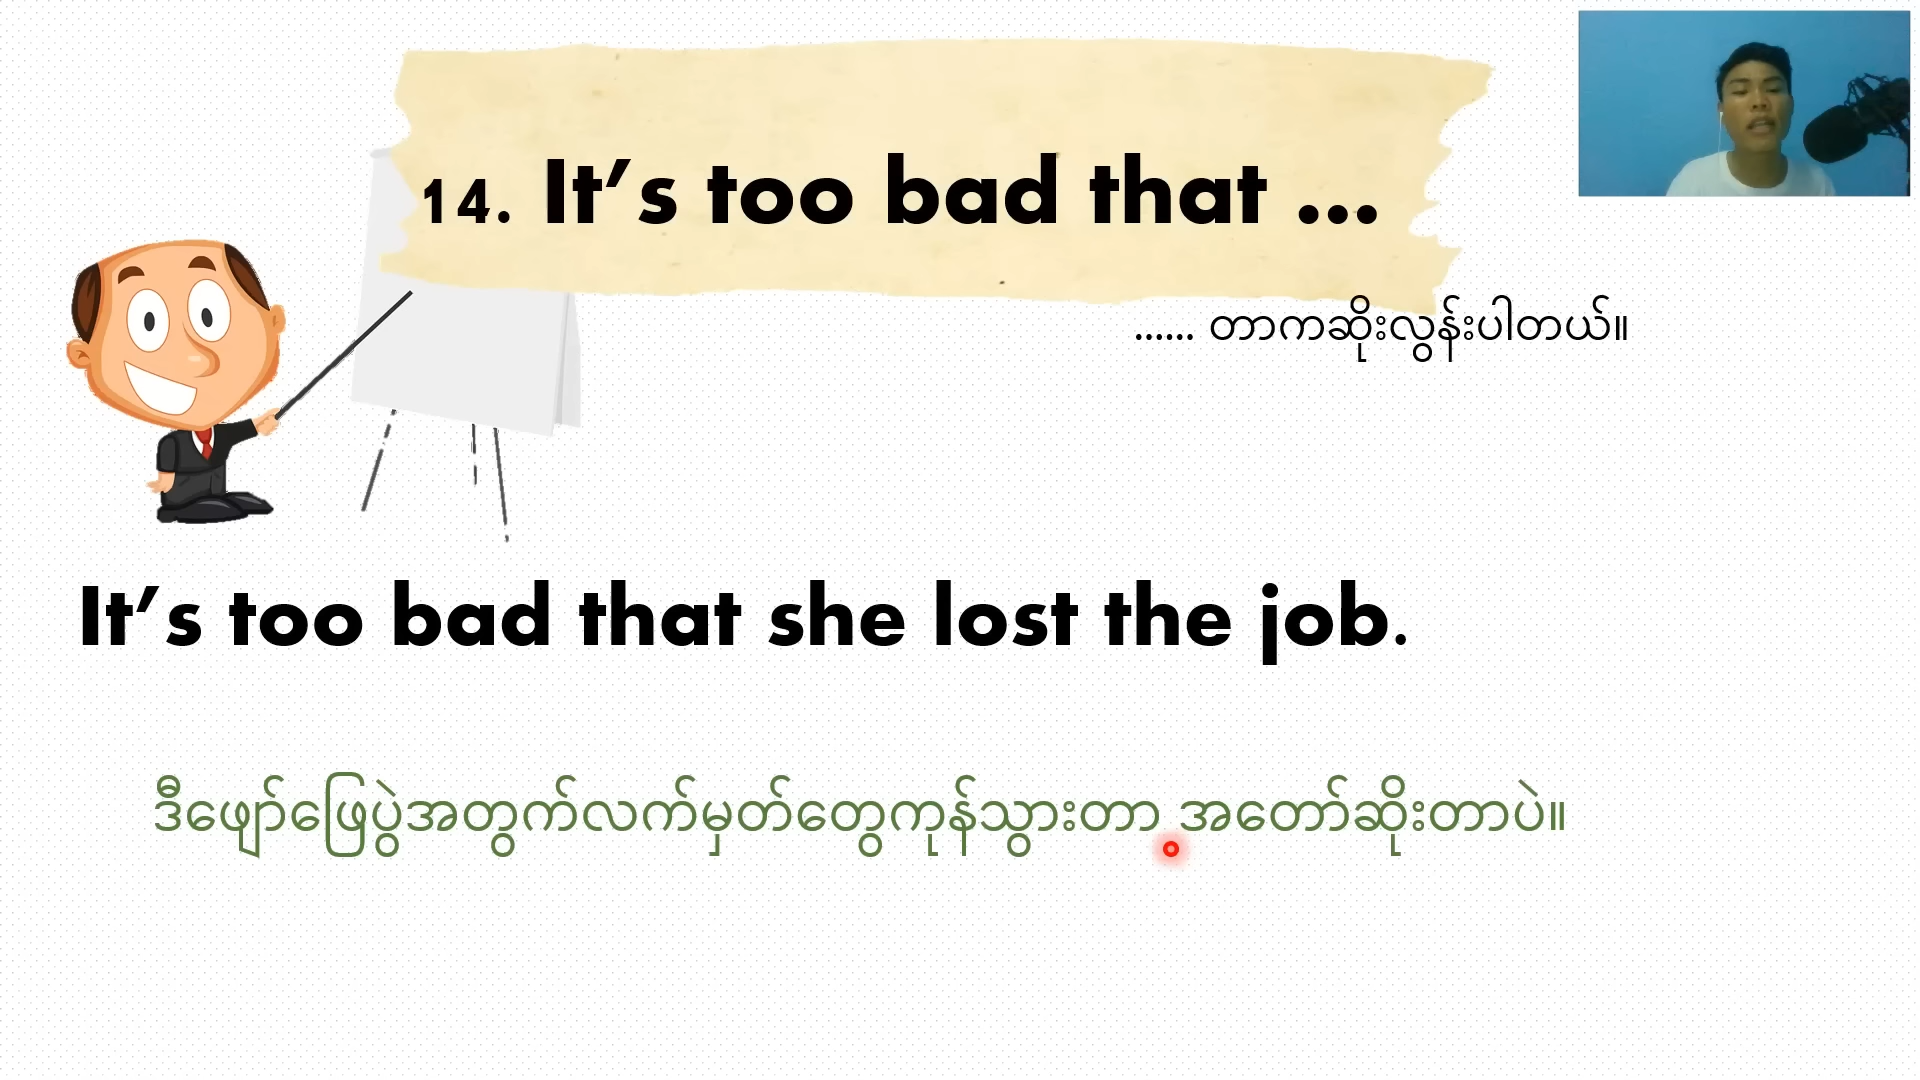 14. It’s too bad that ...
...... တာကဆိုးလွန်းပါတယ်။
It’s too bad that she lost the job.
ဒီဖျော်ဖြေပွဲအတွက်လက်မှတ်တွေကုန်သွားတာ အတော်ဆိုးတာပဲ။